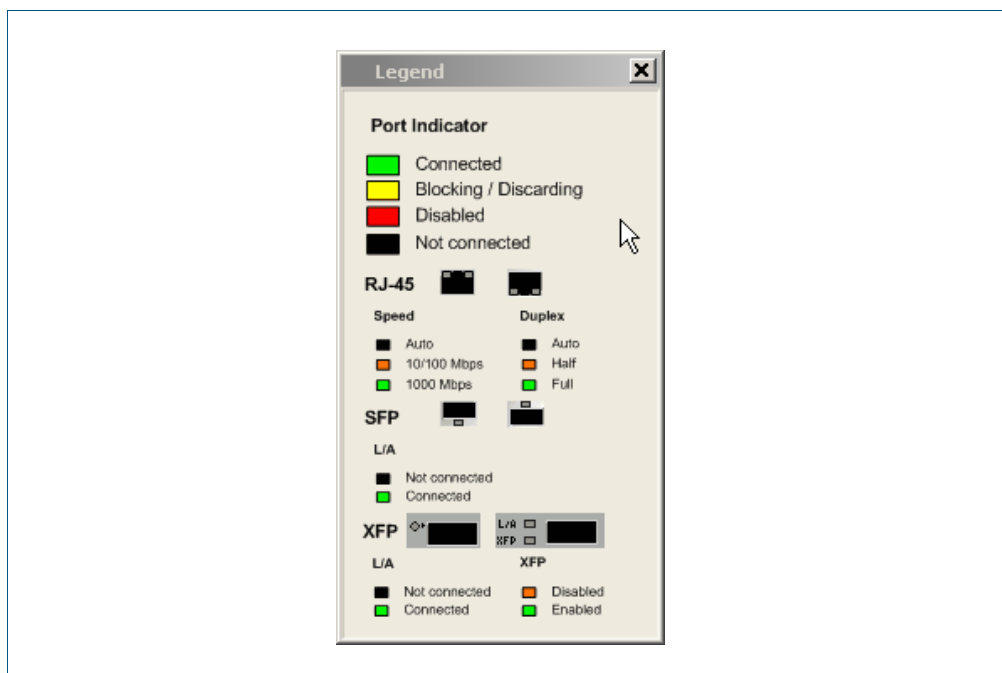 Legend
Port Indicator
Connected
Blocking / Discarding
Disabled
Not connected
RJ-45
Speed Duplex
Auto Auto
10/100 Mbps Half
1000 Mbps Full
SFP
L/A
Not connected
Connected
XFP
L/A
XFP
L/A XFP
Not connected Disabled
Connected Enabled